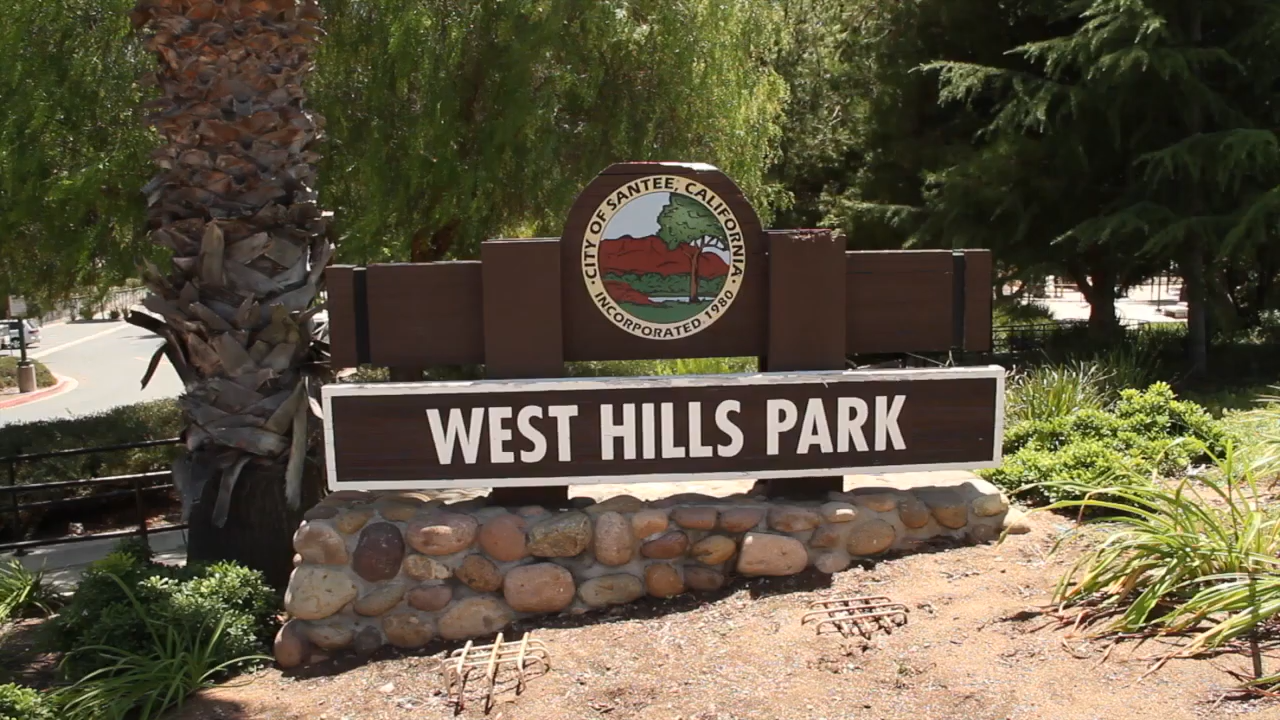 · CITY OF SANTEE, CALIFORNIA ·
INCORPORATED 1980
WEST HILLS PARK